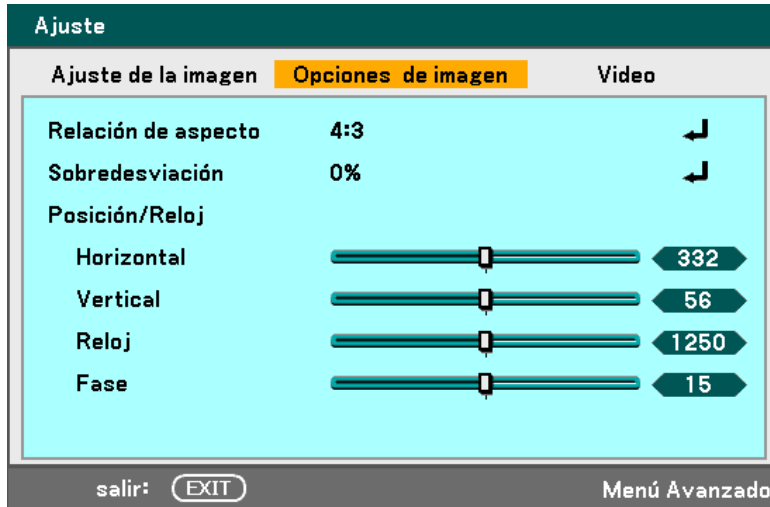 Ajuste
Ajuste de la imagen Opciones de imagen Video
Relación de aspecto 4:3
Sobredesviación 0%
Posición/Reloj
Horizontal 332
Vertical 56
Reloj 1250
Fase 15
salir: EXIT Menú Avanzado